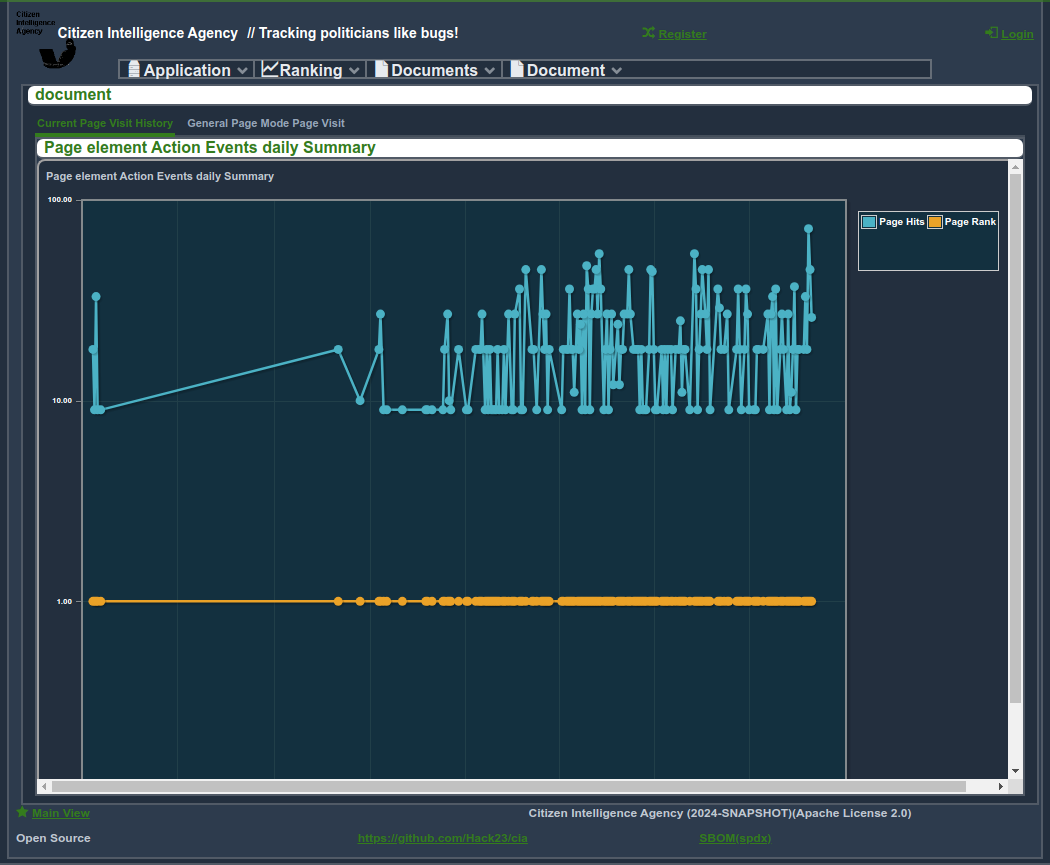 Citizen
Intelligence
Agency
Citizen Intelligence Agency // Tracking politicians like bugs!
Register
Login
Application
Ranking
Documents
Document
document
Current Page Visit History
General Page Mode Page Visit
Page element Action Events daily Summary
Page element Action Events daily Summary
100.00
Page Hits
Page Rank
10.00
1.00
Main View
Citizen Intelligence Agency (2024-SNAPSHOT)(Apache License 2.0)
Open Source
https://github.com/Hack23/cia
SBOM(spdx)